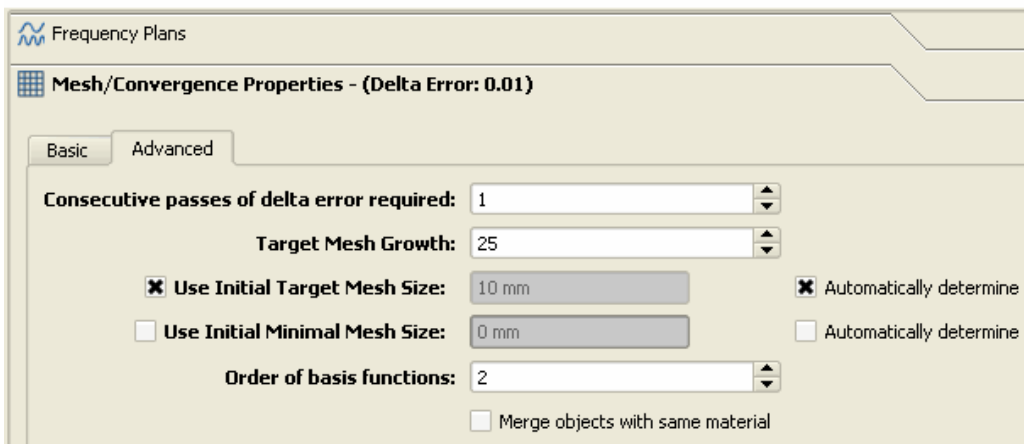 Frequency Plans
Mesh/Convergence Properties - (Delta Error: 0.01)
Basic Advanced
Consecutive passes of delta error required: 1
Target Mesh Growth: 25
Use Initial Target Mesh Size: 10 mm Automatically determine
Use Initial Minimal Mesh Size: 0 mm Automatically determine
Order of basis functions: 2
Merge objects with same material